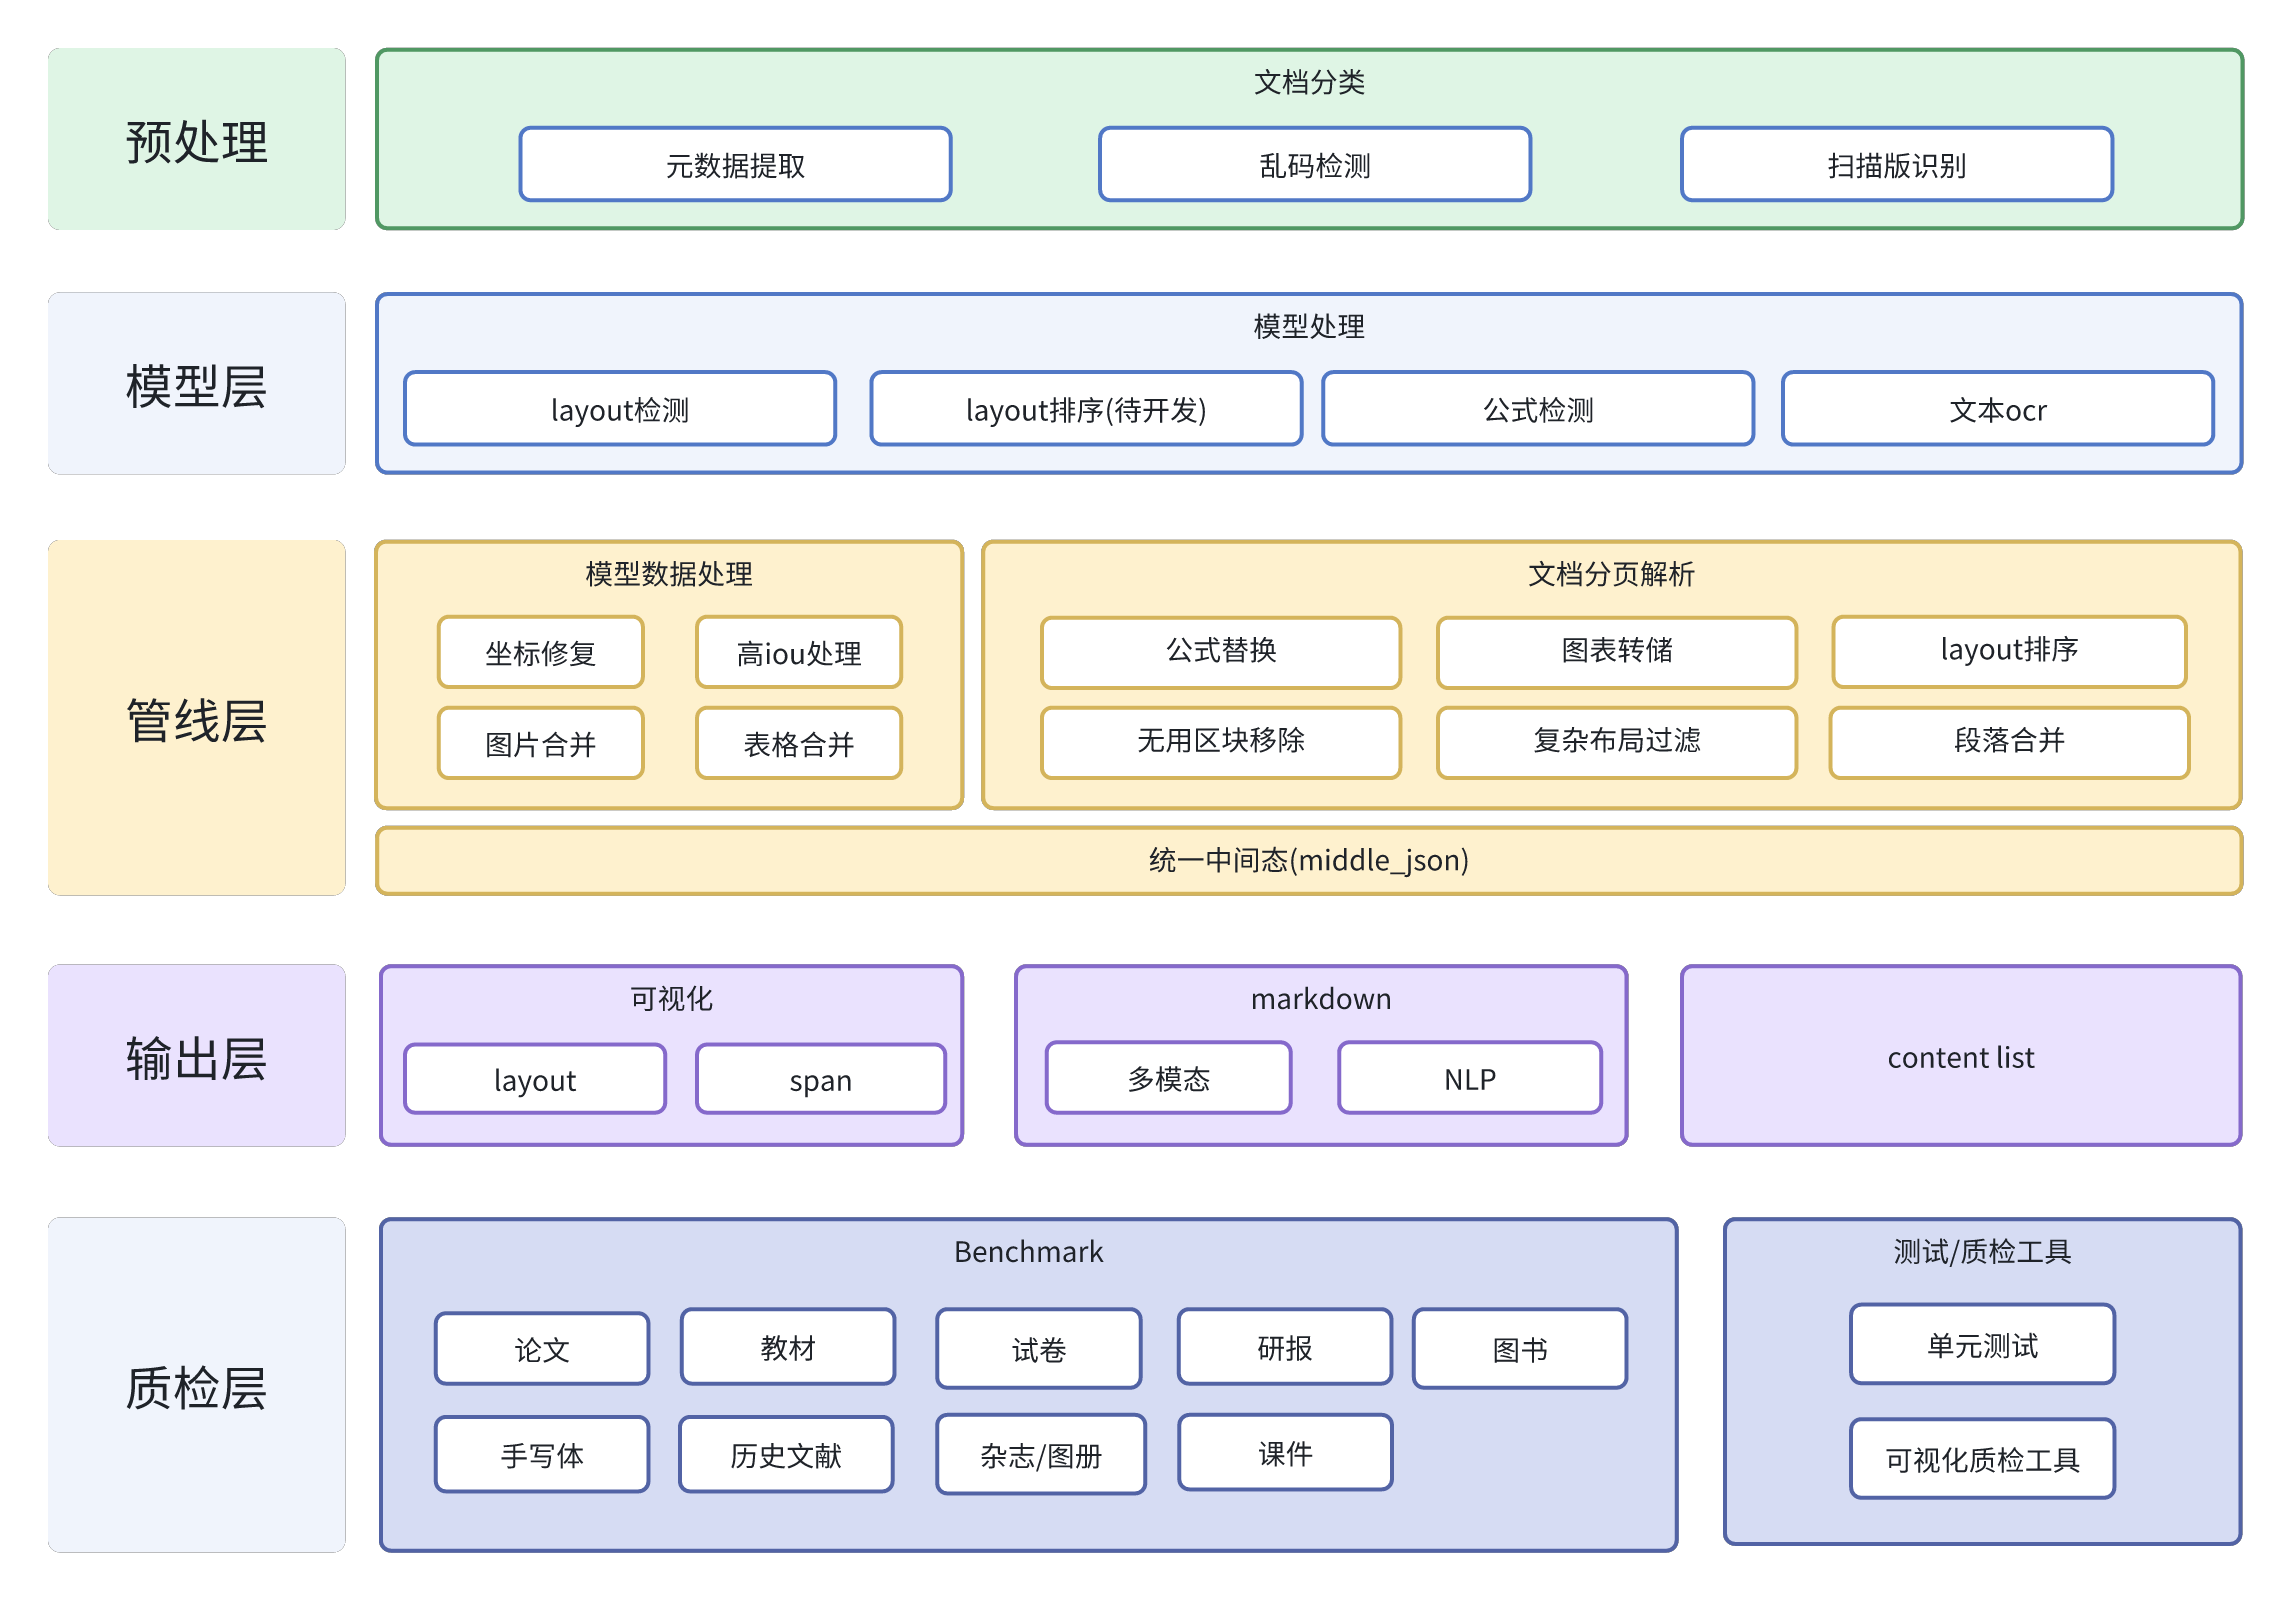 预处理
文档分类
元数据提取
乱码检测
扫描版识别
模型层
模型处理
layout检测
layout排序(待开发)
公式检测
文本ocr
管线层
模型数据处理
坐标修复
高iou处理
图片合并
表格合并
文档分页解析
公式替换
图表转储
layout排序
无用区块移除
复杂布局过滤
段落合并
统一中间态(middle_json)
输出层
可视化
layout
span
markdown
多模态
NLP
content list
质检层
Benchmark
论文
教材
试卷
研报
图书
手写体
历史文献
杂志/图册
课件
测试/质检工具
单元测试
可视化质检工具